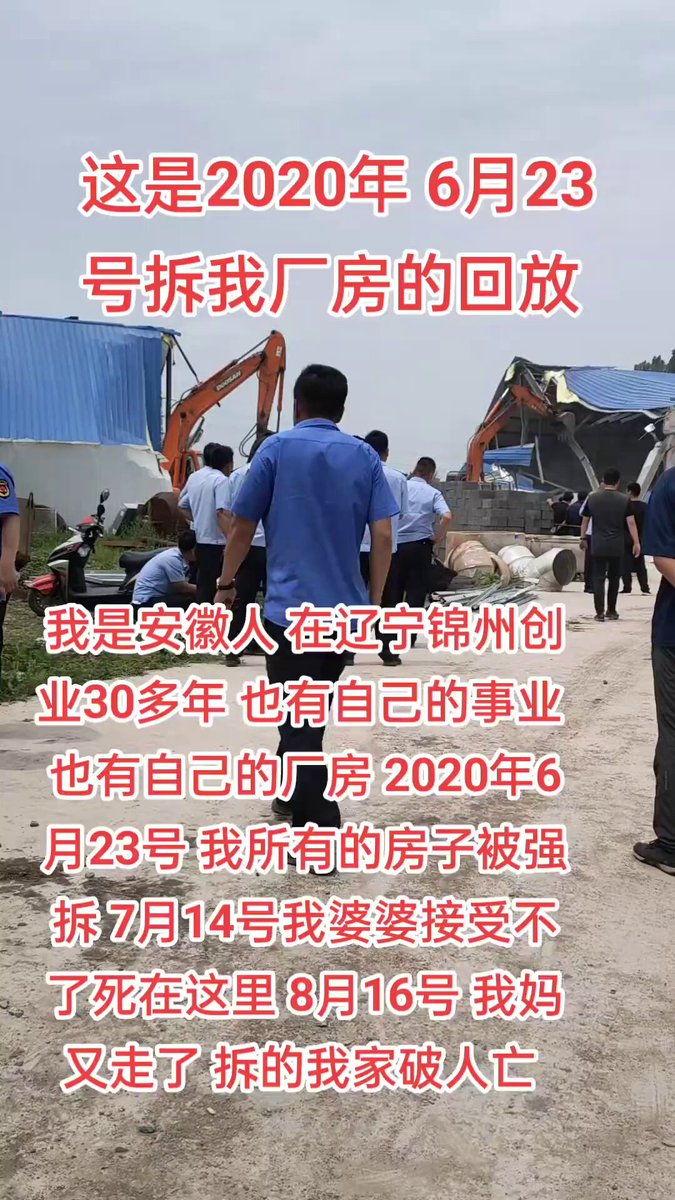 这是2020年 6月23
号拆我厂房的回放
DOOSAN
我是安徽人 在辽宁锦州创
业30多年 也有自己的事业
也有自己的厂房 2020年6
月23号 我所有的房子被强
拆 7月14号我婆婆接受不
了死在这里 8月16号 我妈
又走了 拆的我家破人亡